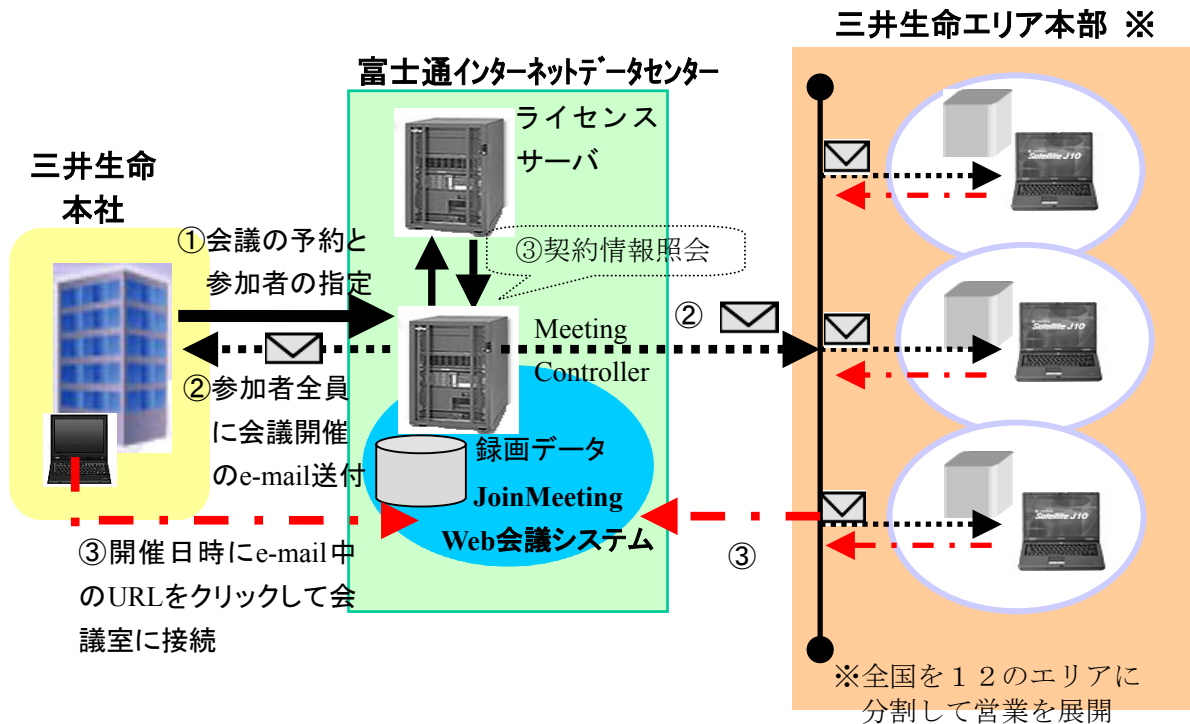 三井生命エリア本部 ※
富士通インターネットデータセンター
三井生命
本社
ライセンス
サーバ
①会議の予約と
参加者の指定
③契約情報照会
②
Meeting
Controller
②参加者全員
に会議開催
のe-mail送付
録画データ
JoinMeeting
Web会議システム
③
③開催日時にe-mail中
のURLをクリックして会
議室に接続
Satellite J10
Satellite J10
Satellite J10
※全国を１２のエリアに
分割して営業を展開